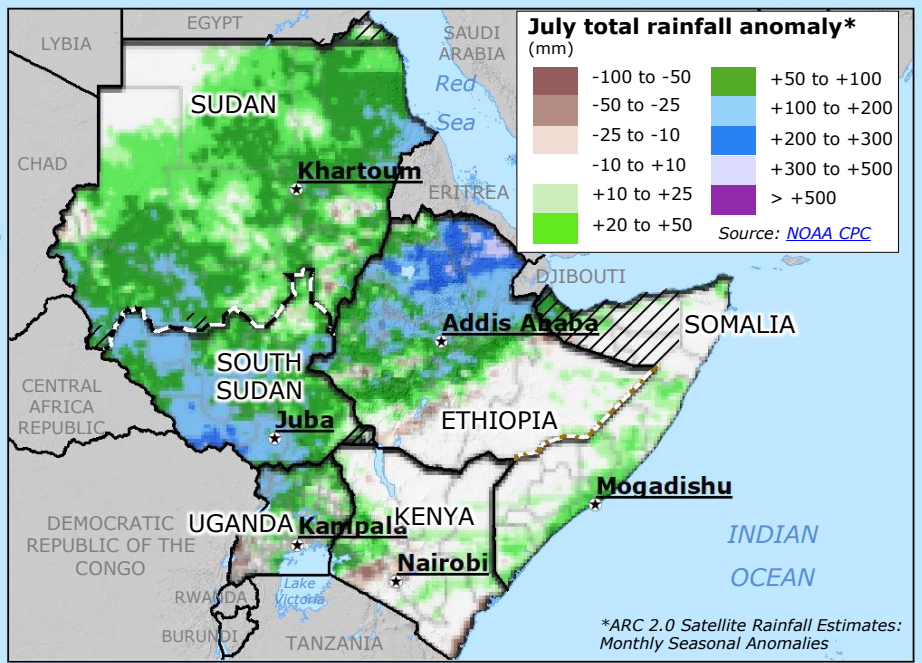 EGYPT
LYBIA
SAUDI
ARABIA
Red
Sea
SUDAN
CHAD
Khartoum
ERITREA
DJIBOUTI
Addis Ababa
SOMALIA
SOUTH
SUDAN
CENTRAL
AFRICA
REPUBLIC
Juba
ETHIOPIA
Mogadishu
DEMOCRATIC
REPUBLIC OF THE
CONGO
UGANDA
Kampala
KENYA
Nairobi
INDIAN
OCEAN
Lake
Victoria
RWANDA
BURUNDI
TANZANIA
July total rainfall anomaly*
(mm)
-100 to -50
-50 to -25
-25 to -10
-10 to +10
+10 to +25
+20 to +50
+50 to +100
+100 to +200
+200 to +300
+300 to +500
> +500
Source: NOAA CPC
*ARC 2.0 Satellite Rainfall Estimates:
Monthly Seasonal Anomalies